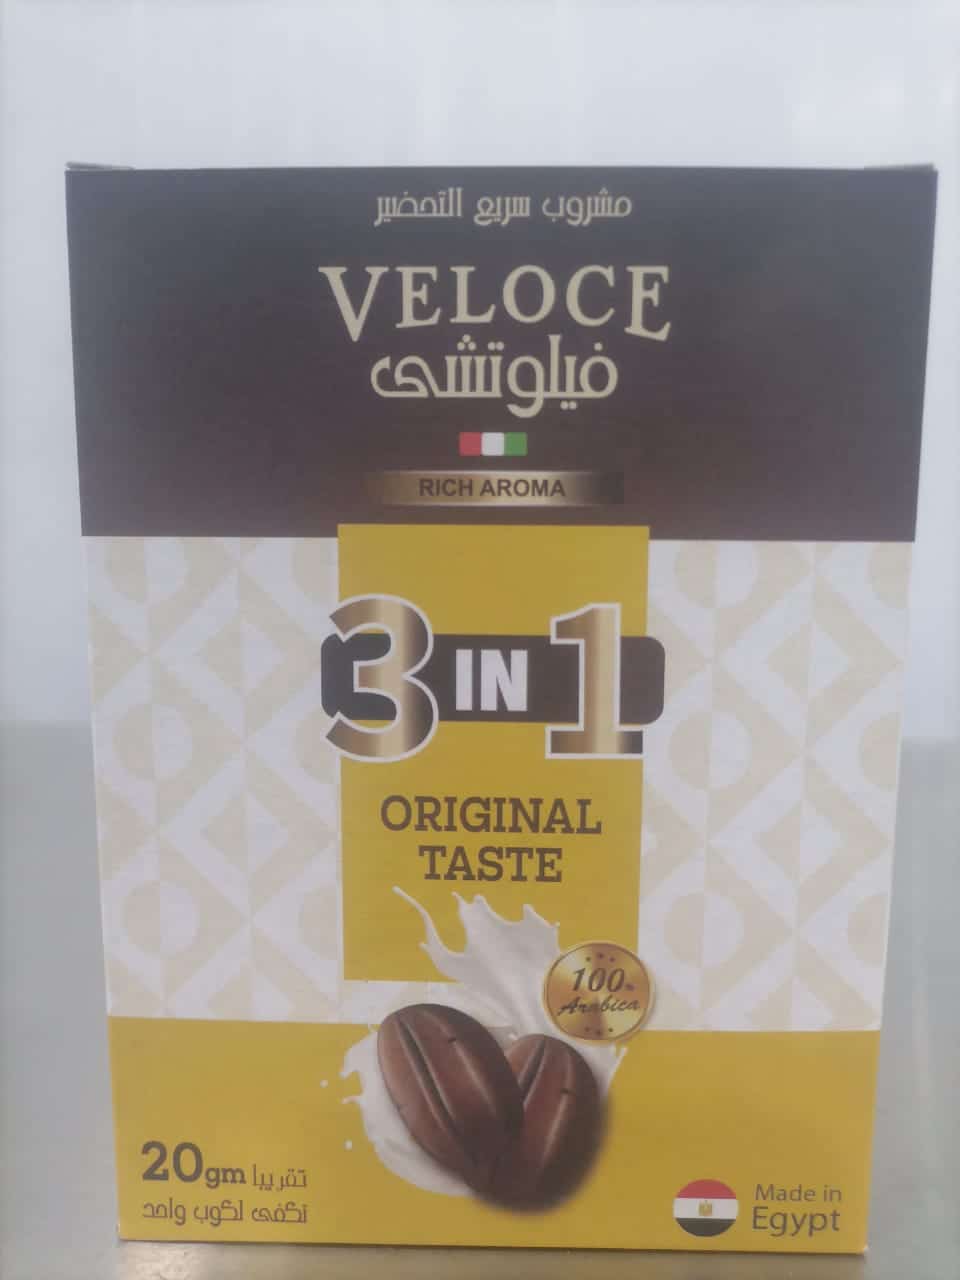 مشروب سريع التحضير
VELOCE
فيلوتشى
RICH AROMA
3 IN 1
ORIGINAL
TASTE
100%
Arabica
20gm تقريبا
تكفى لكوب واحد
Made in
Egypt